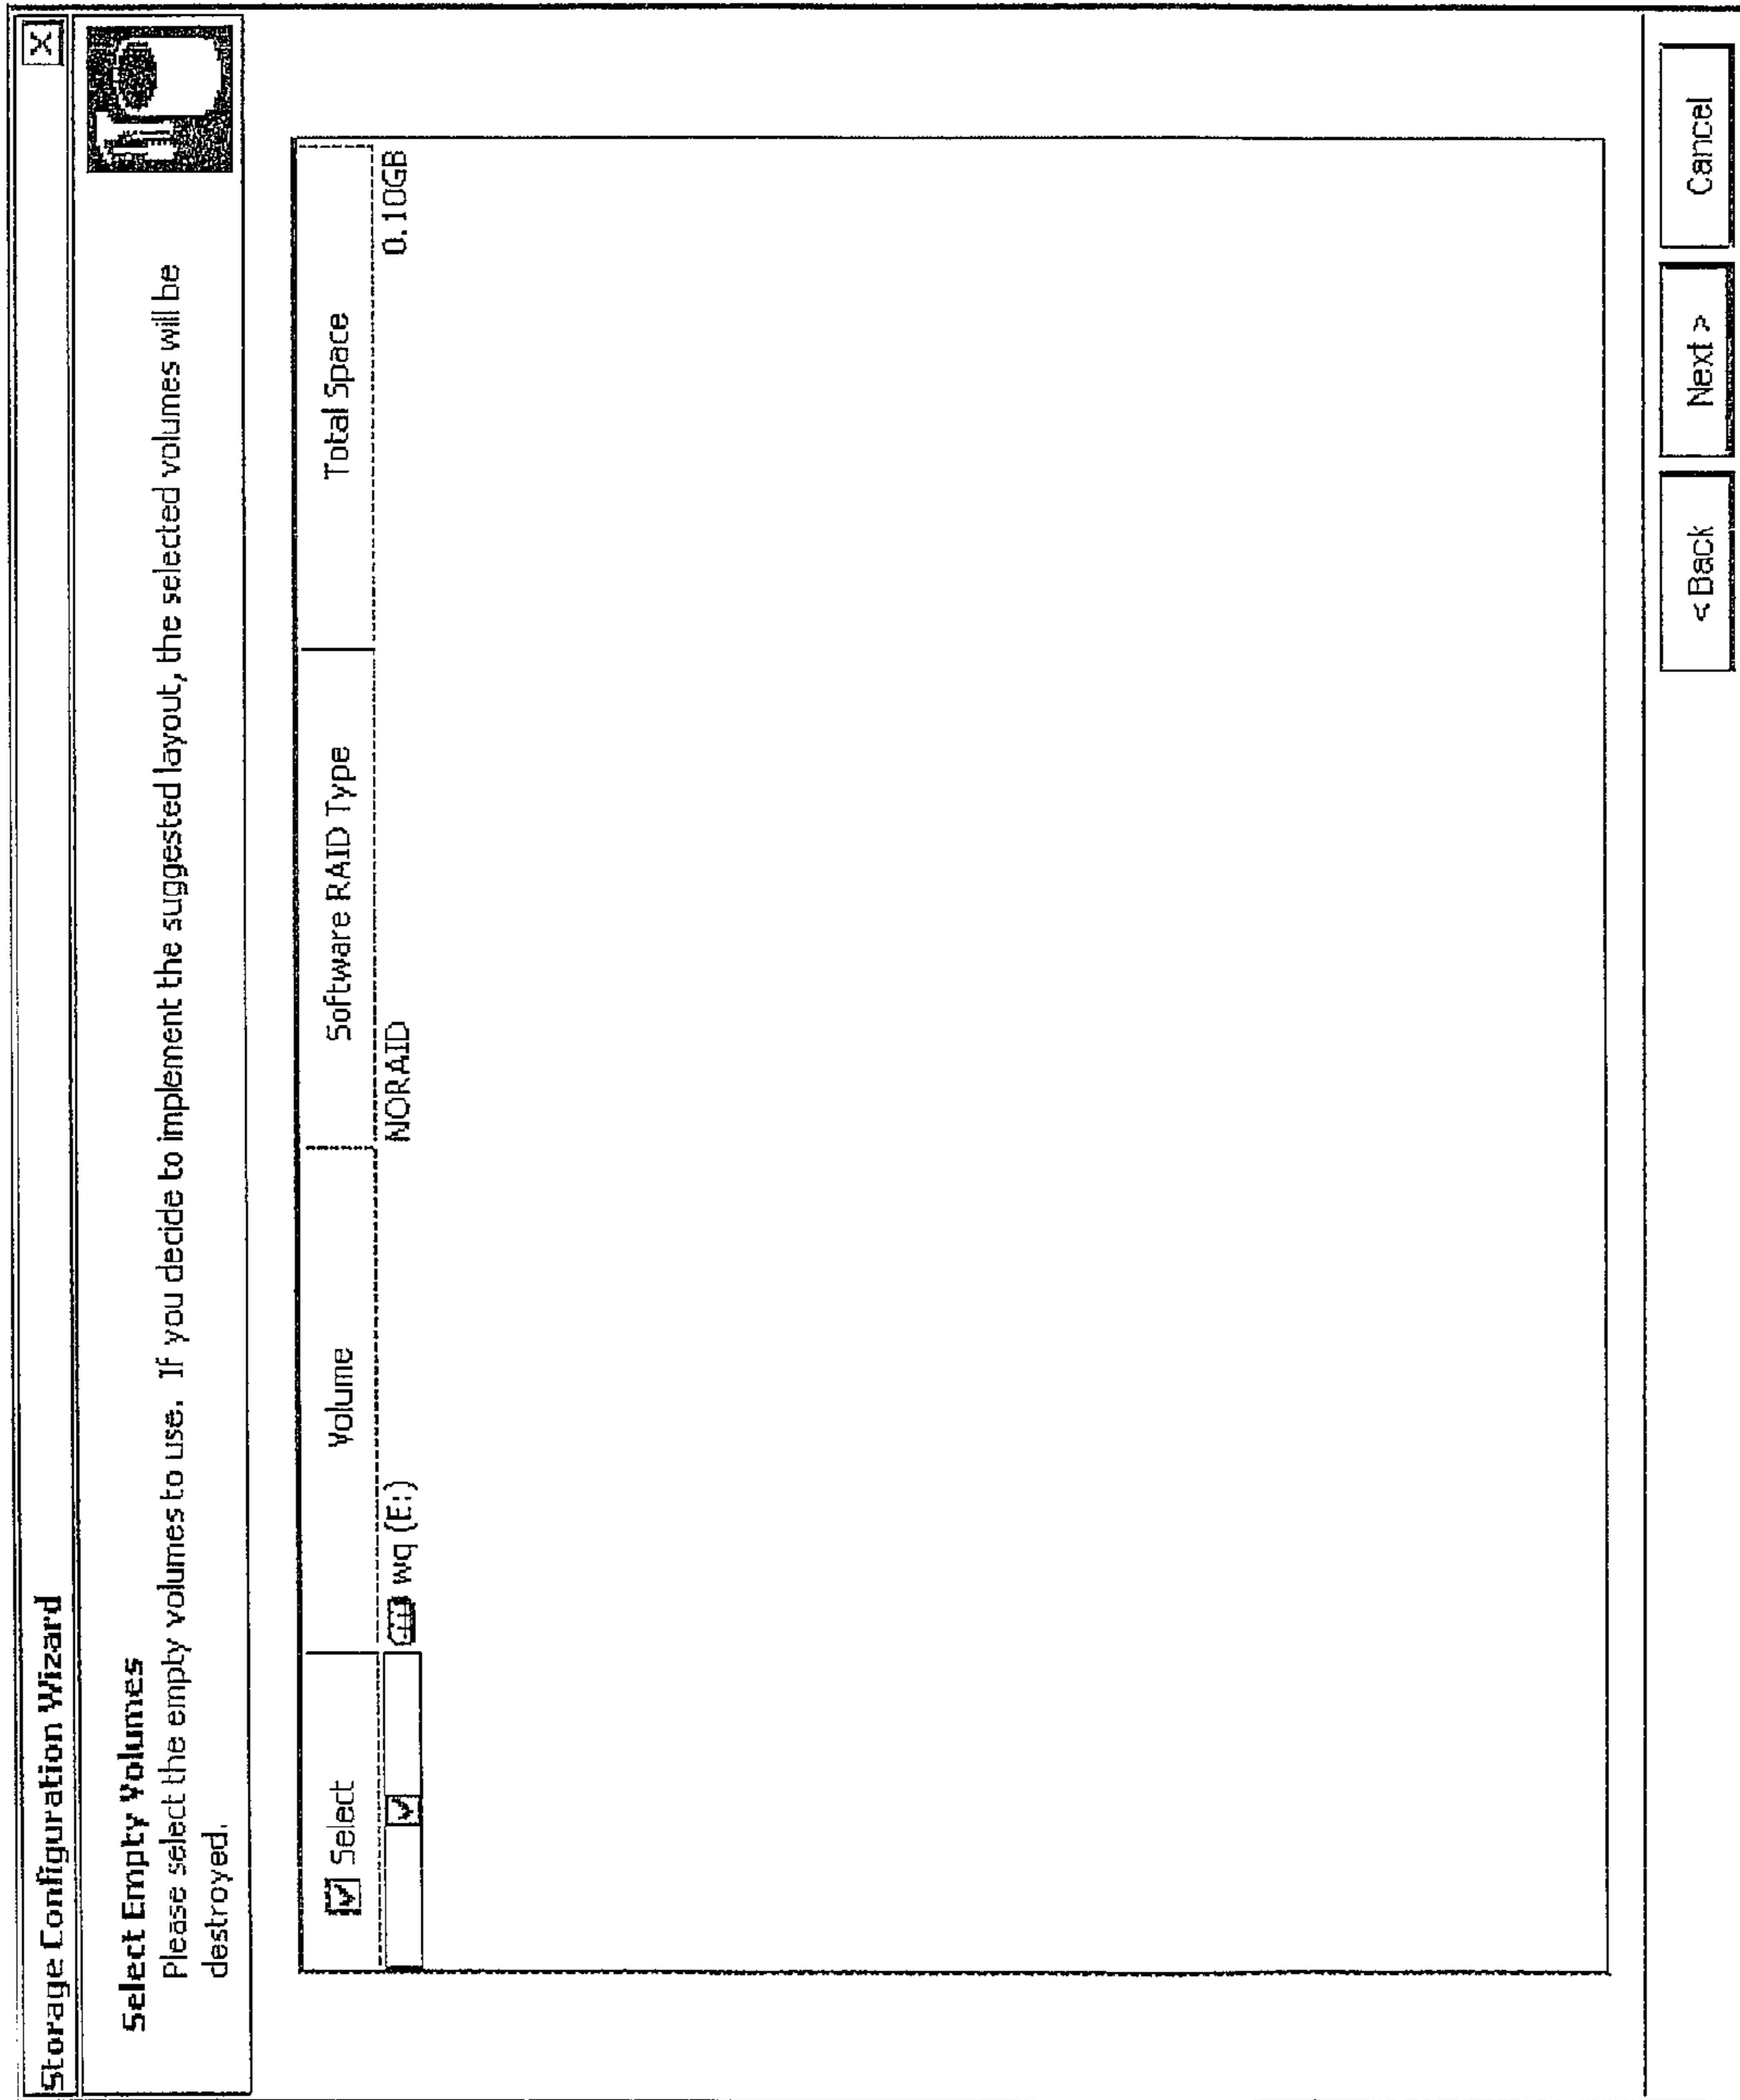 Storage Configuration Wizard
Select Empty Volumes
Please select the empty volumes to use. If you decide to implement the suggested layout, the selected volumes will be
destroyed.
Select Volume Software RAID Type Total Space
wq (E:) NORAID 0.10GB
< Back Next > Cancel